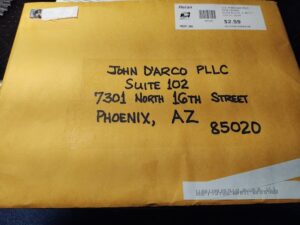 $2.59
JOHN D'ARCO PLLC
SUITE 102
7301 NORTH 16TH STREET
PHOENIX, AZ
85020